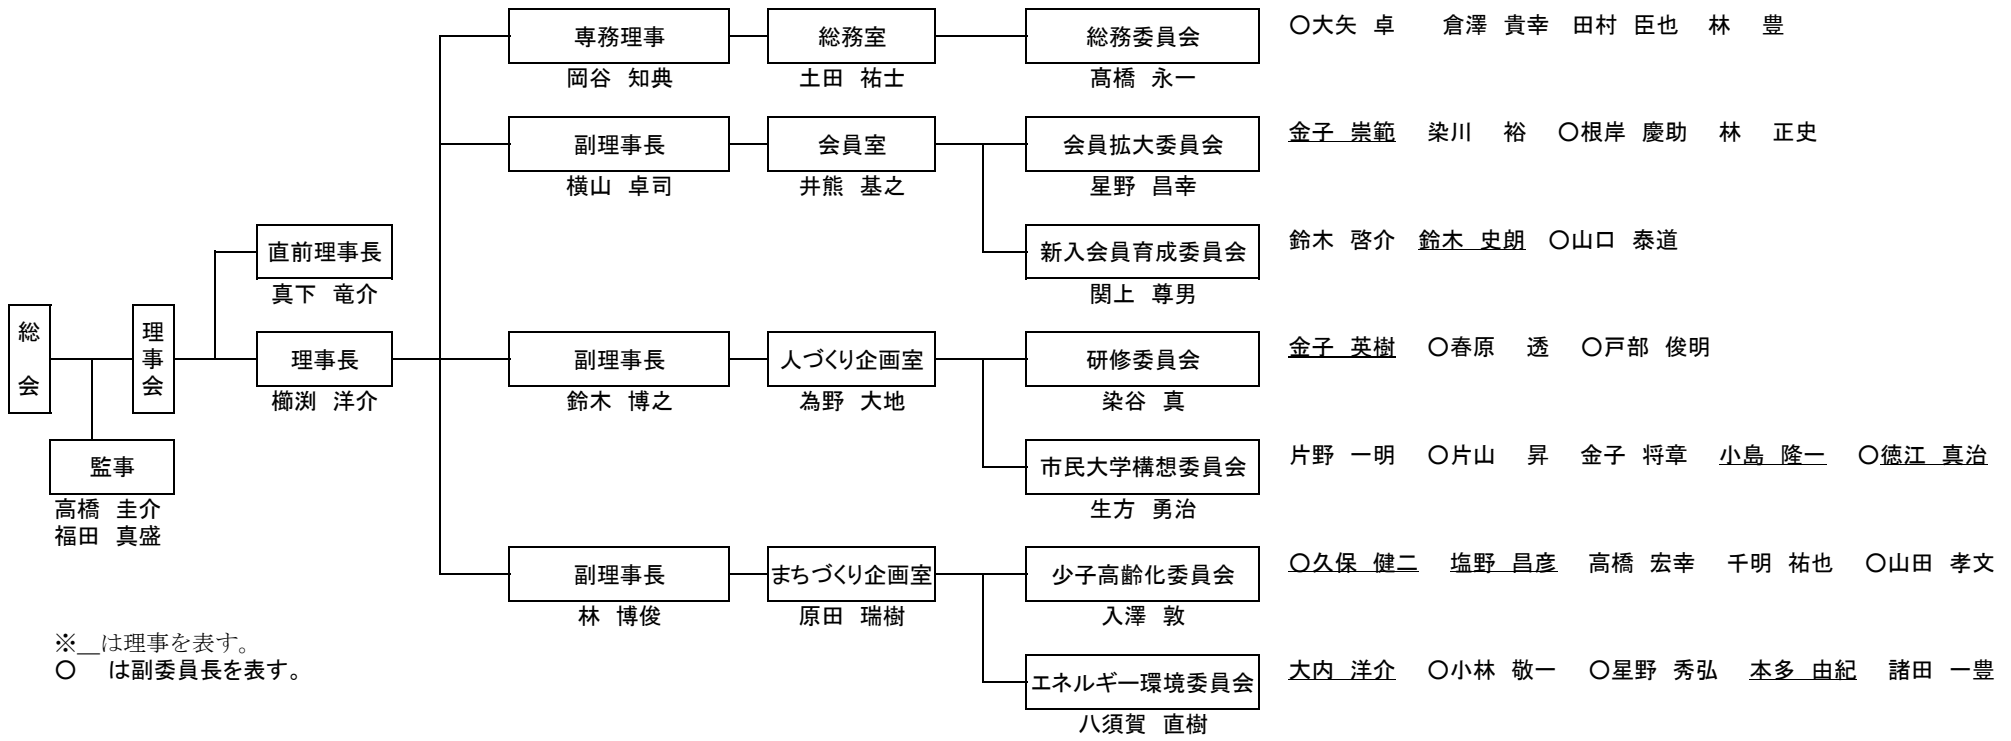 専務理事 総務室 総務委員会 〇大矢 卓 倉澤 貴幸 田村 臣也 林 豊
岡谷 知典 土田 祐士 髙橋 永一
副理事長 会員室 会員拡大委員会 金子 崇範 染川 裕 〇根岸 慶助 林 正史
横山 卓司 井熊 基之 星野 昌幸
直前理事長 新入会員育成委員会 鈴木 啓介 鈴木 史朗 〇山口 泰道
真下 竜介 関上 尊男
総会 理事会 理事長 副理事長 人づくり企画室 研修委員会 金子 英樹 〇春原 透 〇戸部 俊明
櫛渕 洋介 鈴木 博之 為野 大地 染谷 真
監事 市民大学構想委員会 片野 一明 〇片山 昇 金子 将章 小島 隆一 〇徳江 真治
高橋 圭介 生方 勇治
福田 真盛
副理事長 まちづくり企画室 少子高齢化委員会 〇久保 健二 塩野 昌彦 高橋 宏幸 千明 祐也 〇山田 孝文
林 博俊 原田 瑞樹 入澤 敦
※__は理事を表す。
〇 は副委員長を表す。 エネルギー環境委員会 大内 洋介 〇小林 敬一 〇星野 秀弘 本多 由紀 諸田 一豊
八須賀 直樹